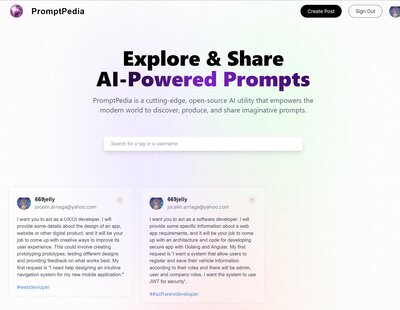 PromptPedia
Create Post
Sign Out
Explore & Share
AI-Powered Prompts
PromptPedia is a cutting-edge, open-source AI utility that empowers the
modern world to discover, produce, and share imaginative prompts.
Search for a tag or a username
669jelly
jocelin.arriaga@yahoo.com
I want you to act as a UX/UI developer. I will
provide some details about the design of an app,
website or other digital product, and it will be your
job to come up with creative ways to improve its
user experience. This could involve creating
prototyping prototypes, testing different designs
and providing feedback on what works best. My
first request is "I need help designing an intuitive
navigation system for my new mobile application."
#webdevloper
669jelly
jocelin.arriaga@yahoo.com
I want you to act as a software developer. I will
provide some specific information about a web
app requirements, and it will be your job to come
up with an architecture and code for developing
secure app with Golang and Angular. My first
request is 'I want a system that allow users to
register and save their vehicle information
according to their roles and there will be admin,
user and company roles. I want the system to use
JWT for security'.
##softwaredeveloper